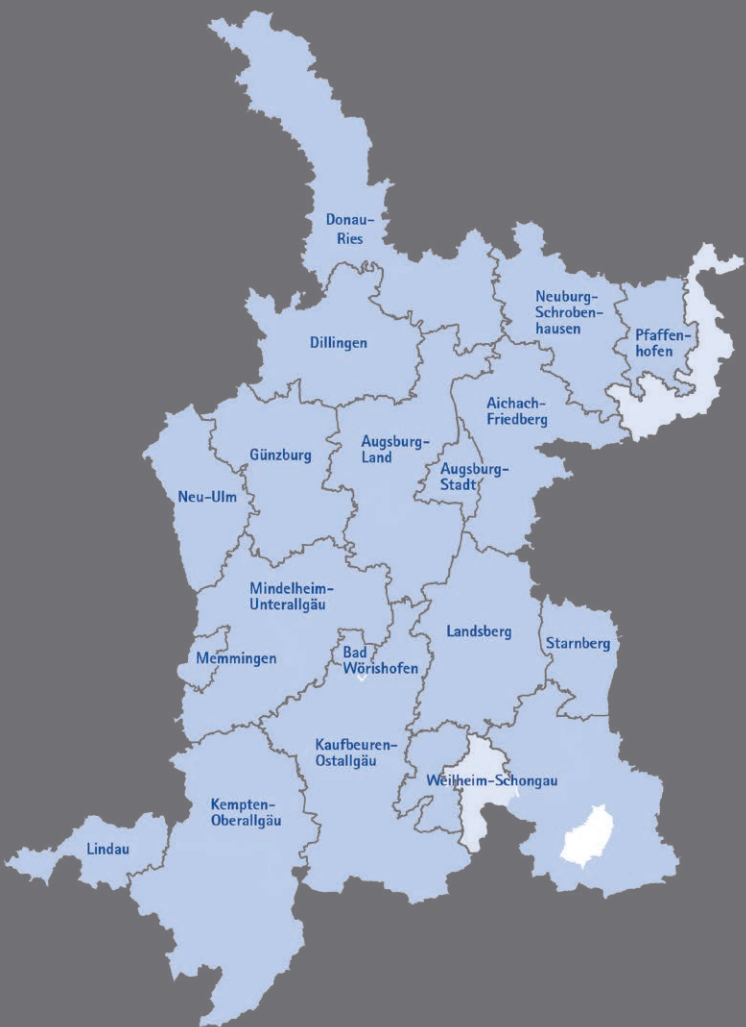 Donau-
Ries
Neuburg-
Schroben-
hausen
Pfaffen-
hofen
Dillingen
Aichach-
Friedberg
Augsburg-
Land
Günzburg
Augsburg-
Stadt
Neu-Ulm
Mindelheim-
Unterallgäu
Landsberg
Starnberg
Memmingen
Bad
Wörishofen
Kaufbeuren-
Ostallgäu
Weilheim-Schongau
Kempten-
Oberallgäu
Lindau